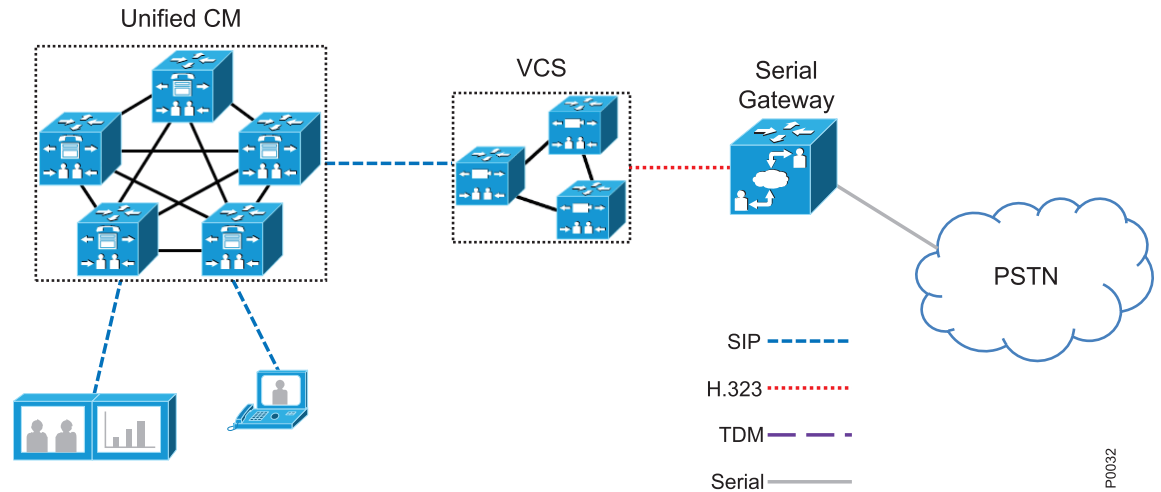 Unified CM
VCS
Serial
Gateway
PSTN
SIP
H.323
TDM
Serial
P0032